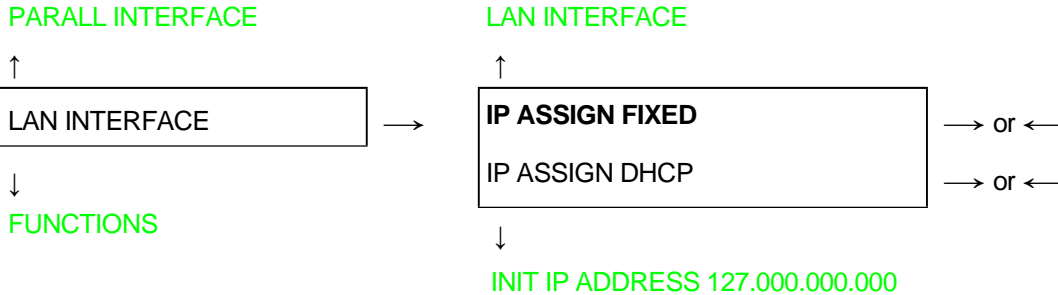 PARALL INTERFACE
LAN INTERFACE
↑
↑
LAN INTERFACE
→
IP ASSIGN FIXED
→ or ←
IP ASSIGN DHCP
→ or ←
↓
FUNCTIONS
↓
INIT IP ADDRESS 127.000.000.000